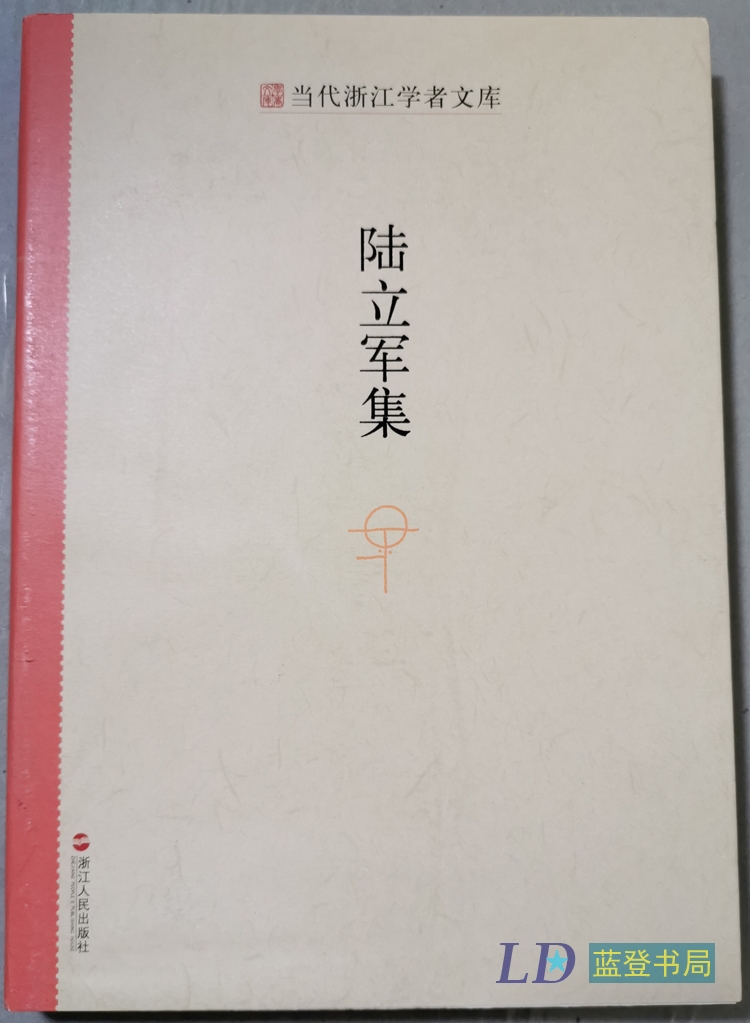 当代浙江学者文库
陆立军集
浙江人民出版社
LD 蓝登书局